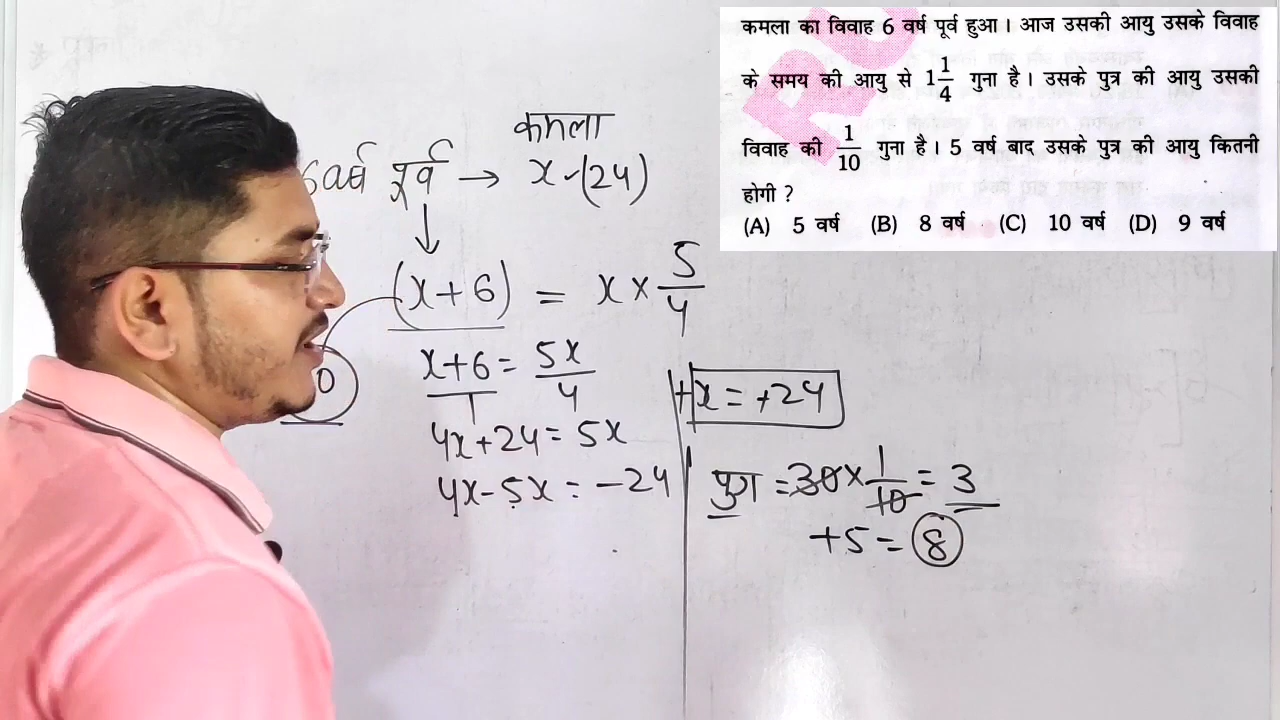 कमला का विवाह 6 वर्ष पूर्व हुआ। आज उसकी आयु उसके विवाह
के समय की आयु से 1 1/4 गुना है। उसके पुत्र की आयु उसकी
विवाह की 1/10 गुना है। 5 वर्ष बाद उसके पुत्र की आयु कितनी
होगी ?
(A) 5 वर्ष (B) 8 वर्ष (C) 10 वर्ष (D) 9 वर्ष
कमला
6 वर्ष पूर्व → x-(24)
↓
(x+6) = x × 5/4
x+6/1 = 5x/4
4x+24 = 5x
4x-5x = -24
+x = +24
पुत्र = 30 × 1/10 = 3
+5 = 8